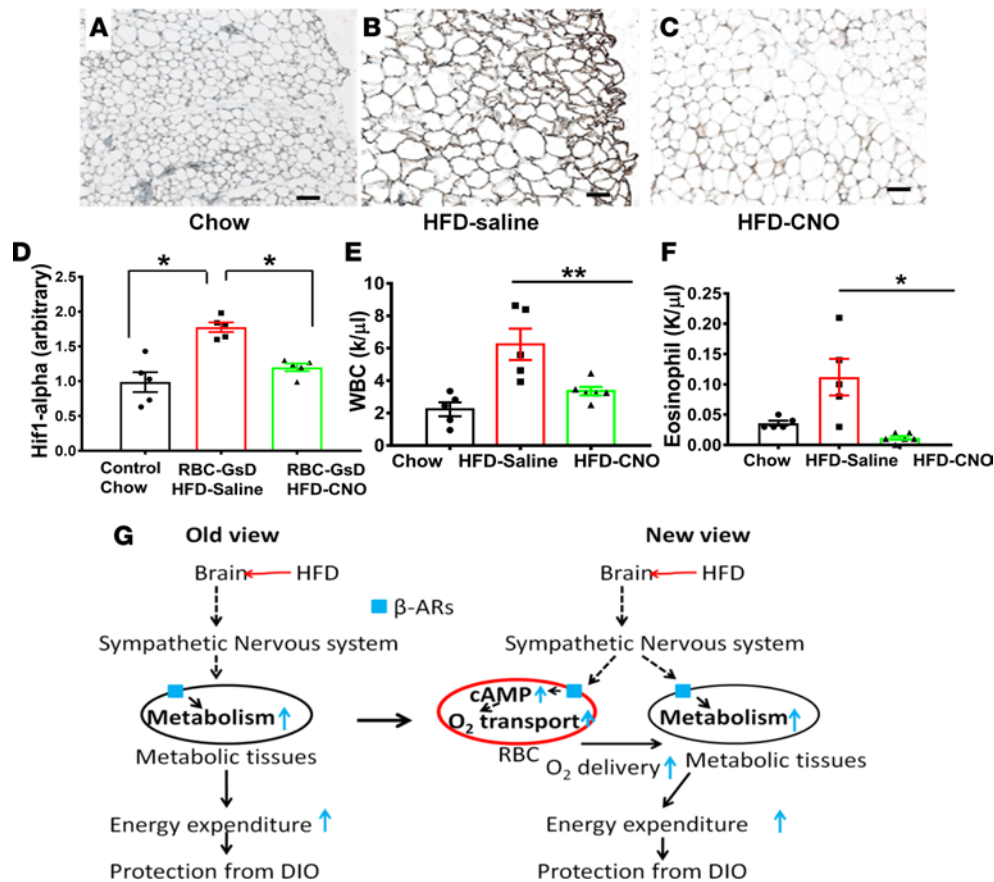 A
B
C
Chow
HFD-saline
HFD-CNO
D
Hif1-alpha (arbitrary)
2.5
2.0
1.5
1.0
0.5
0.0
*
*
Control
Chow
RBC-GsD
HFD-Saline
RBC-GsD
HFD-CNO
E
WBC (k/µl)
10
8
6
4
2
0
**
Chow
HFD-Saline
HFD-CNO
F
Eosinophil (K/µl)
0.25
0.20
0.15
0.10
0.05
0.00
*
Chow
HFD-Saline
HFD-CNO
G
Old view
Brain
HFD
β-ARs
Sympathetic Nervous system
Metabolism
Metabolic tissues
Energy expenditure
Protection from DIO
New view
Brain
HFD
Sympathetic Nervous system
cAMP
O₂ transport
RBC
Metabolism
O₂ delivery
Metabolic tissues
Energy expenditure
Protection from DIO